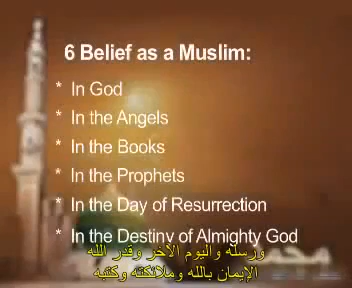 6 Belief as a Muslim:
* In God
* In the Angels
* In the Books
* In the Prophets
* In the Day of Resurrection
* In the Destiny of Almighty God
ورسله واليوم الآخر وقدر الله
الإيمان بالله وملائكته وكتبه